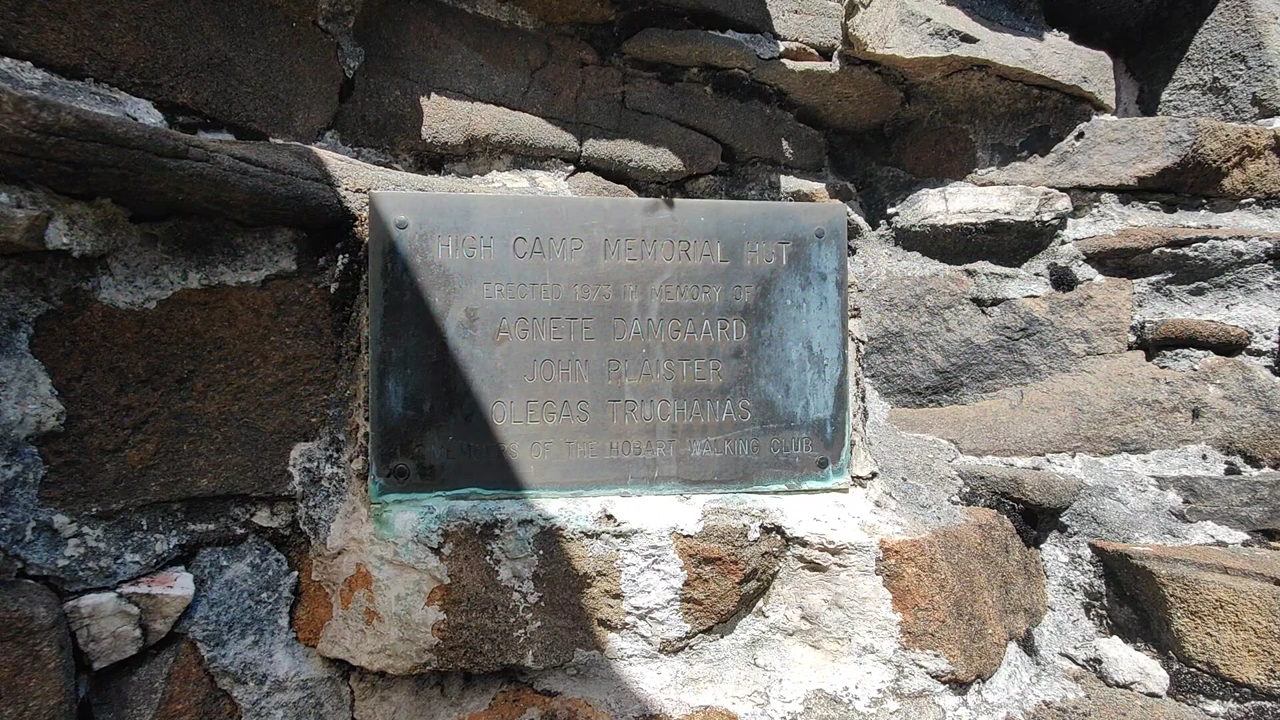 HIGH CAMP MEMORIAL HUT
ERECTED 1973 IN MEMORY OF
AGNETE DAMGAARD
JOHN PLAISTER
OLEGAS TRUCHANAS
MEMBERS OF THE HOBART WALKING CLUB